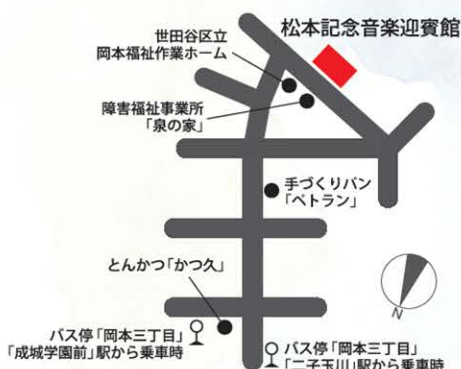 松本記念音楽迎賓館
世田谷区立
岡本福祉作業ホーム
障害福祉事業所
「泉の家」
手づくりパン
「ペトラン」
とんかつ「かつ久」
N
バス停「岡本三丁目」
「成城学園前」駅から乗車時
バス停「岡本三丁目」
「二子玉川」駅から乗車時